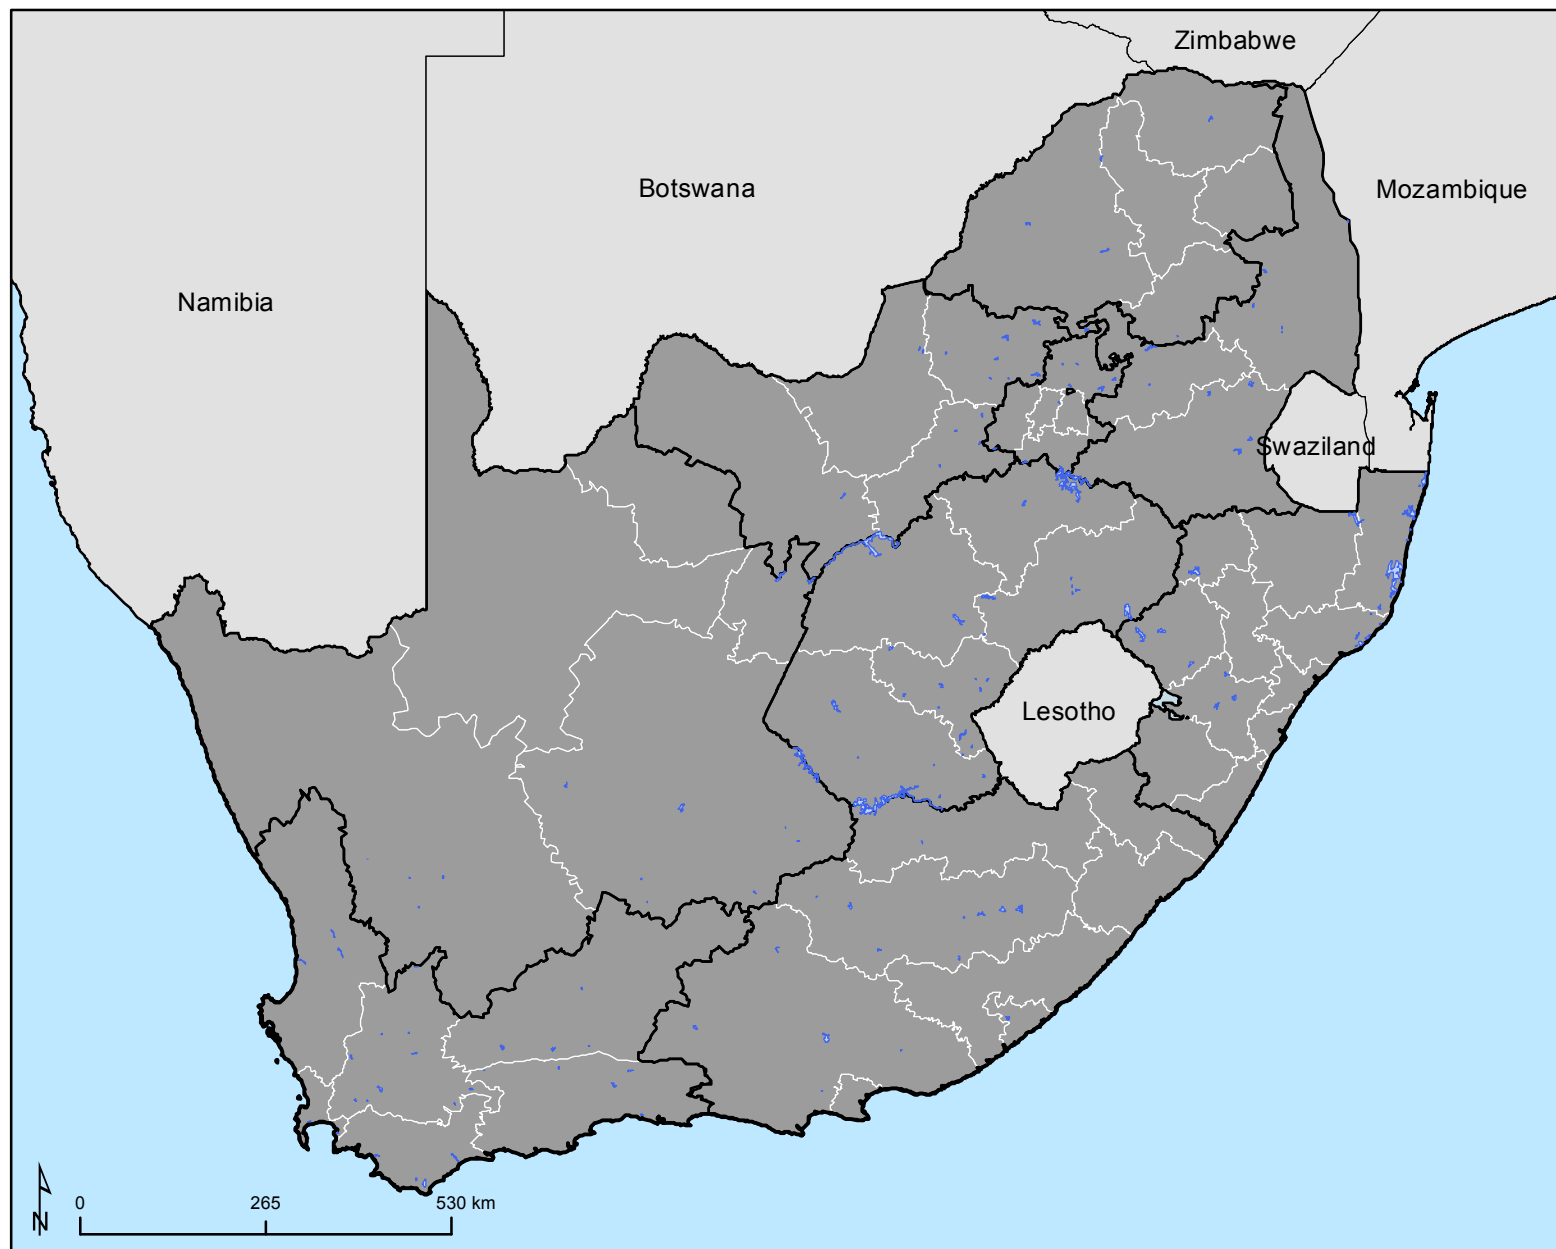 Zimbabwe
Botswana
Mozambique
Namibia
Swaziland
Lesotho
N
0 265 530 km